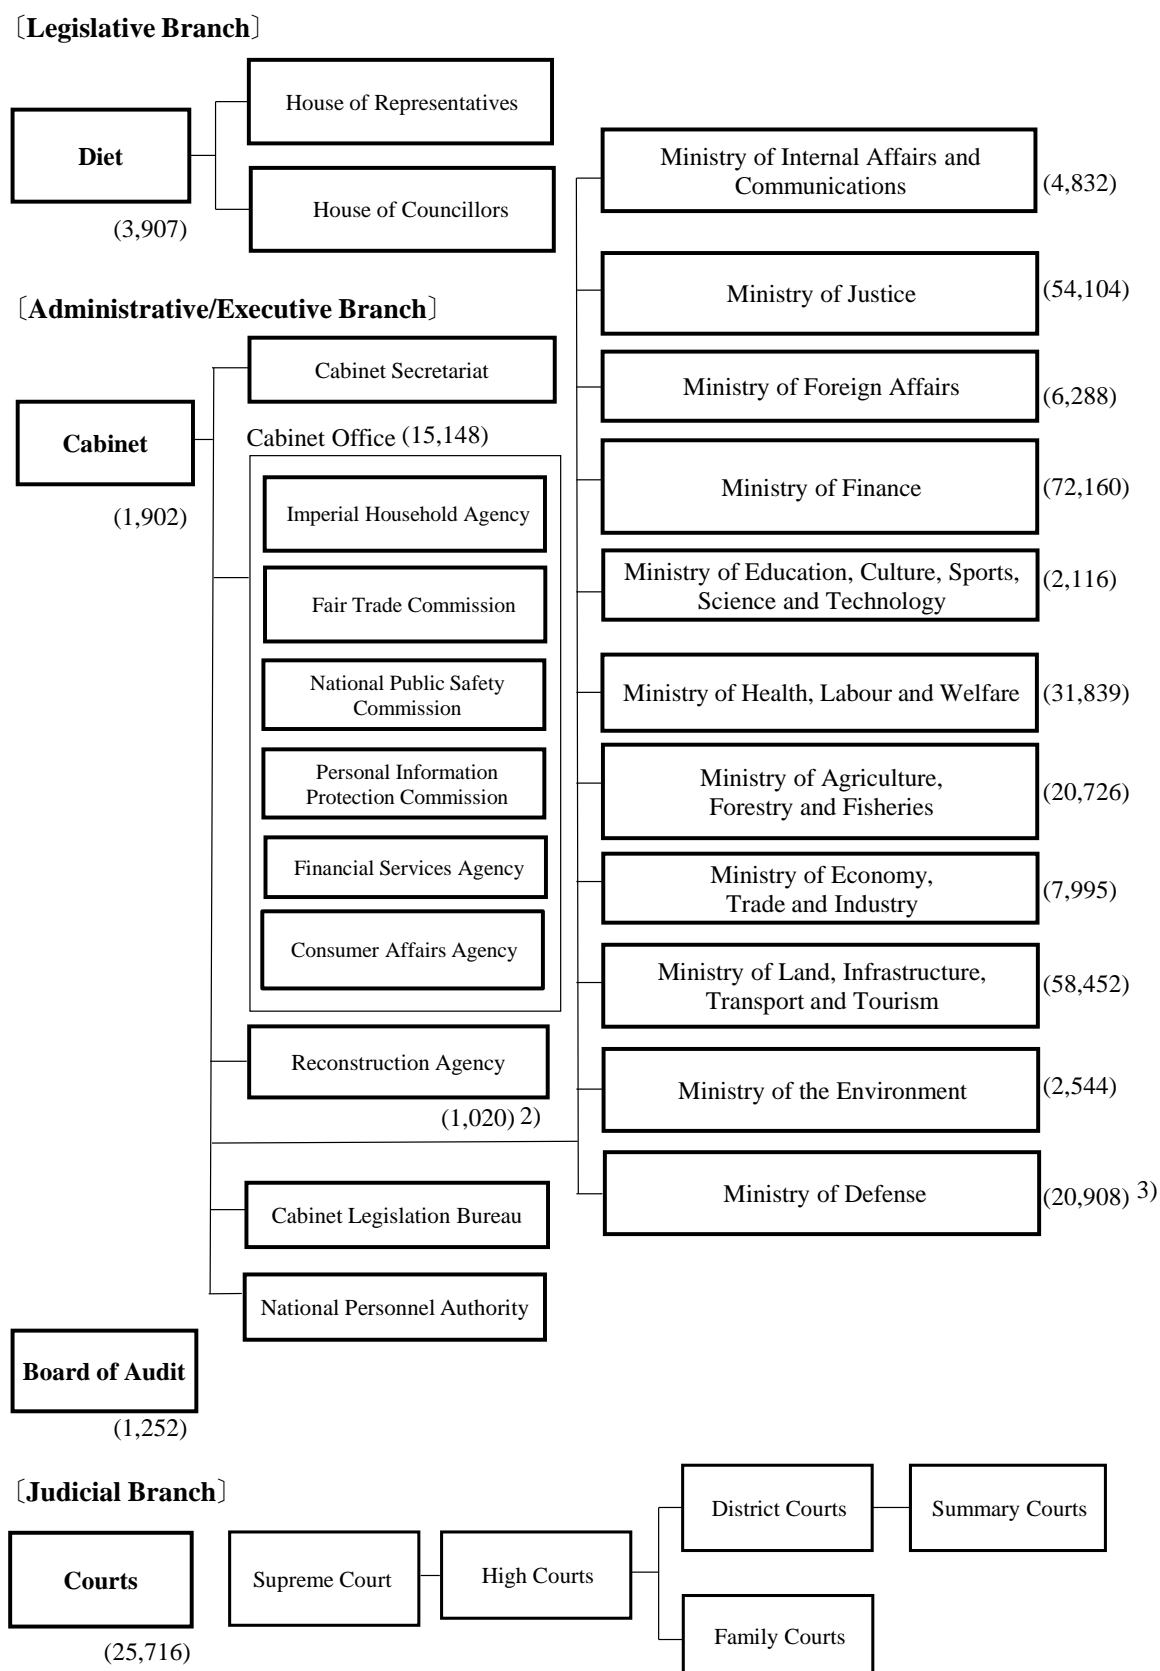 〔Legislative Branch〕
Diet
(3,907)
House of Representatives
House of Councillors
〔Administrative/Executive Branch〕
Cabinet
(1,902)
Cabinet Secretariat
Cabinet Office (15,148)
Imperial Household Agency
Fair Trade Commission
National Public Safety
Commission
Personal Information
Protection Commission
Financial Services Agency
Consumer Affairs Agency
Reconstruction Agency
(1,020) 2)
Cabinet Legislation Bureau
National Personnel Authority
Ministry of Internal Affairs and
Communications
(4,832)
Ministry of Justice
(54,104)
Ministry of Foreign Affairs
(6,288)
Ministry of Finance
(72,160)
Ministry of Education, Culture, Sports,
Science and Technology
(2,116)
Ministry of Health, Labour and Welfare
(31,839)
Ministry of Agriculture,
Forestry and Fisheries
(20,726)
Ministry of Economy,
Trade and Industry
(7,995)
Ministry of Land, Infrastructure,
Transport and Tourism
(58,452)
Ministry of the Environment
(2,544)
Ministry of Defense
(20,908) 3)
Board of Audit
(1,252)
〔Judicial Branch〕
Courts
(25,716)
Supreme Court
High Courts
District Courts
Summary Courts
Family Courts